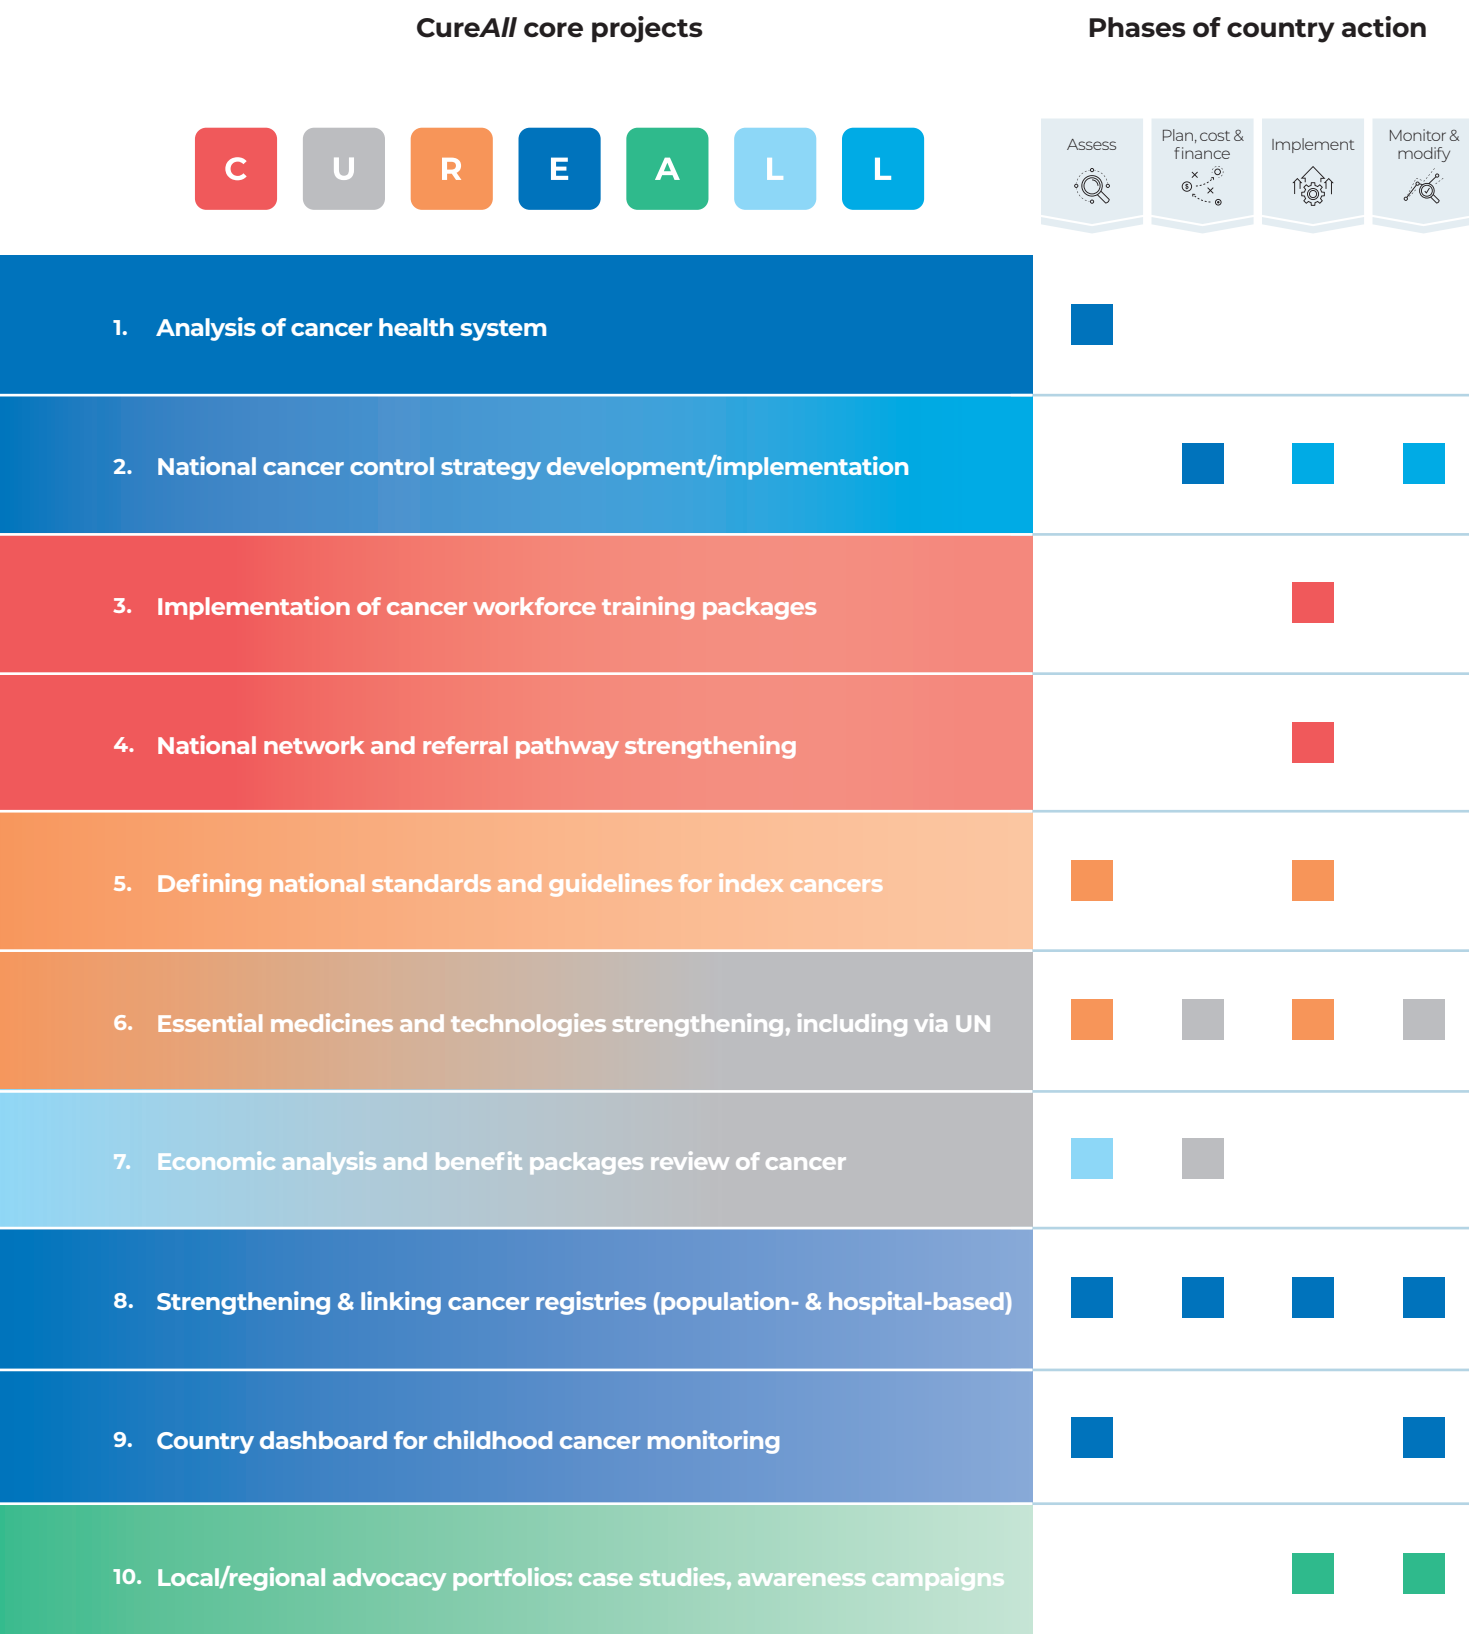 CureAll core projects
Phases of country action
C U R E A L L
Assess
Plan, cost &
finance
Implement
Monitor &
modify
1. Analysis of cancer health system
2. National cancer control strategy development/implementation
3. Implementation of cancer workforce training packages
4. National network and referral pathway strengthening
5. Defining national standards and guidelines for index cancers
6. Essential medicines and technologies strengthening, including via UN
7. Economic analysis and benefit packages review of cancer
8. Strengthening & linking cancer registries (population- & hospital-based)
9. Country dashboard for childhood cancer monitoring
10. Local/regional advocacy portfolios: case studies, awareness campaigns